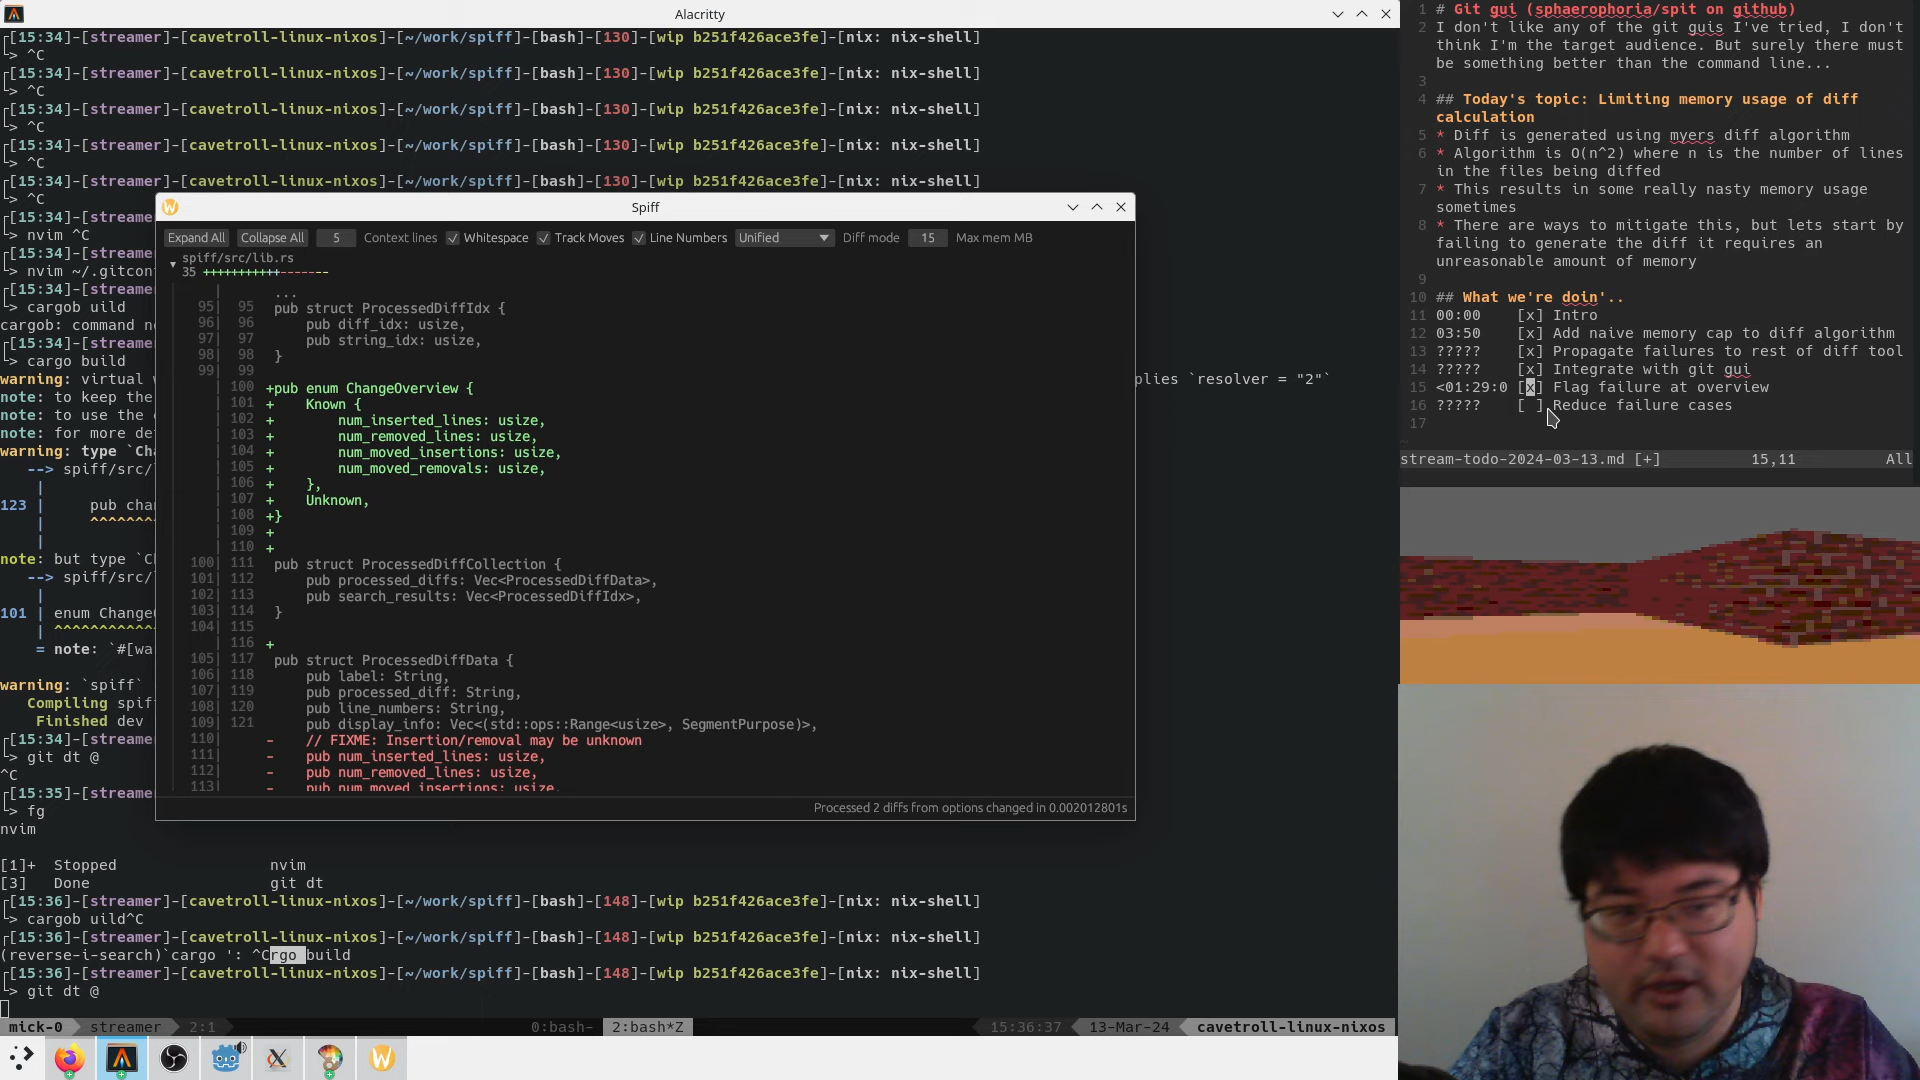 Alacritty
┌[15:34]-[streamer]-[cavetroll-linux-nixos]-[~/work/spiff]-[bash]-[130]-[wip b251f426ace3fe]-[nix: nix-shell]
└> ^C
┌[15:34]-[streamer]-[cavetroll-linux-nixos]-[~/work/spiff]-[bash]-[130]-[wip b251f426ace3fe]-[nix: nix-shell]
└> ^C
┌[15:34]-[streamer]-[cavetroll-linux-nixos]-[~/work/spiff]-[bash]-[130]-[wip b251f426ace3fe]-[nix: nix-shell]
└> ^C
┌[15:34]-[streamer]-[cavetroll-linux-nixos]-[~/work/spiff]-[bash]-[130]-[wip b251f426ace3fe]-[nix: nix-shell]
└> ^C
┌[15:34]-[streamer]-[cavetroll-linux-nixos]-[~/work/spiff]-[bash]-[130]-[wip b251f426ace3fe]-[nix: nix-shell]
└> ^C
┌[15:34]-[streame
└> nvim ^C
┌[15:34]-[streame
└> nvim ~/.gitcon
┌[15:34]-[streame
└> cargob uild
cargob: command n
┌[15:34]-[streame
└> cargo build
warning: virtual
note: to keep the
note: to use the
note: for more de
plies `resolver = "2"`
warning: type `Ch
--> spiff/src/
|
123 | pub cha
| ^^^^^^^
|
note: but type `C
--> spiff/src/
|
101 | enum Change
| ^^^^^^^^^^^
= note: `#[wa
warning: `spiff`
Compiling spif
Finished dev
┌[15:34]-[streame
└> git dt @
^C
┌[15:35]-[streame
└> fg
nvim
[1]+ Stopped nvim
[3] Done git dt
┌[15:36]-[streamer]-[cavetroll-linux-nixos]-[~/work/spiff]-[bash]-[148]-[wip b251f426ace3fe]-[nix: nix-shell]
└> cargob uild^C
┌[15:36]-[streamer]-[cavetroll-linux-nixos]-[~/work/spiff]-[bash]-[148]-[wip b251f426ace3fe]-[nix: nix-shell]
(reverse-i-search)`cargo ': ^Crgo build
┌[15:36]-[streamer]-[cavetroll-linux-nixos]-[~/work/spiff]-[bash]-[148]-[wip b251f426ace3fe]-[nix: nix-shell]
└> git dt @
mick-0 streamer 2:1 0:bash- 2:bash*Z 15:36:37 13-Mar-24 cavetroll-linux-nixos
Spiff
Expand All Collapse All 5 Context lines Whitespace Track Moves Line Numbers Unified Diff mode 15 Max mem MB
spiff/src/lib.rs
35 +++++++++++-------
...
95 95 pub struct ProcessedDiffIdx {
96 96 pub diff_idx: usize,
97 97 pub string_idx: usize,
98 98 }
99 99
100 +pub enum ChangeOverview {
101 + Known {
102 + num_inserted_lines: usize,
103 + num_removed_lines: usize,
104 + num_moved_insertions: usize,
105 + num_moved_removals: usize,
106 + },
107 + Unknown,
108 +}
109 +
110 +
100 111 pub struct ProcessedDiffCollection {
101 112 pub processed_diffs: Vec<ProcessedDiffData>,
102 113 pub search_results: Vec<ProcessedDiffIdx>,
103 114 }
104 115
116 +
105 117 pub struct ProcessedDiffData {
106 118 pub label: String,
107 119 pub processed_diff: String,
108 120 pub line_numbers: String,
109 121 pub display_info: Vec<(std::ops::Range<usize>, SegmentPurpose)>,
110 - // FIXME: Insertion/removal may be unknown
111 - pub num_inserted_lines: usize,
112 - pub num_removed_lines: usize,
113 - pub num_moved_insertions: usize,
Processed 2 diffs from options changed in 0.002012801s
1 # Git gui (sphaerophoria/spit on github)
2 I don't like any of the git guis I've tried, I don't
think I'm the target audience. But surely there must
be something better than the command line...
3
4 ## Today's topic: Limiting memory usage of diff
calculation
5 * Diff is generated using myers diff algorithm
6 * Algorithm is O(n^2) where n is the number of lines
in the files being diffed
7 * This results in some really nasty memory usage
sometimes
8 * There are ways to mitigate this, but lets start by
failing to generate the diff it requires an
unreasonable amount of memory
9
10 ## What we're doin'..
11 00:00 [x] Intro
12 03:50 [x] Add naive memory cap to diff algorithm
13 ????? [x] Propagate failures to rest of diff tool
14 ????? [x] Integrate with git gui
15 <01:29:0 [x] Flag failure at overview
16 ????? [ ] Reduce failure cases
17
~
stream-todo-2024-03-13.md [+] 15,11 All